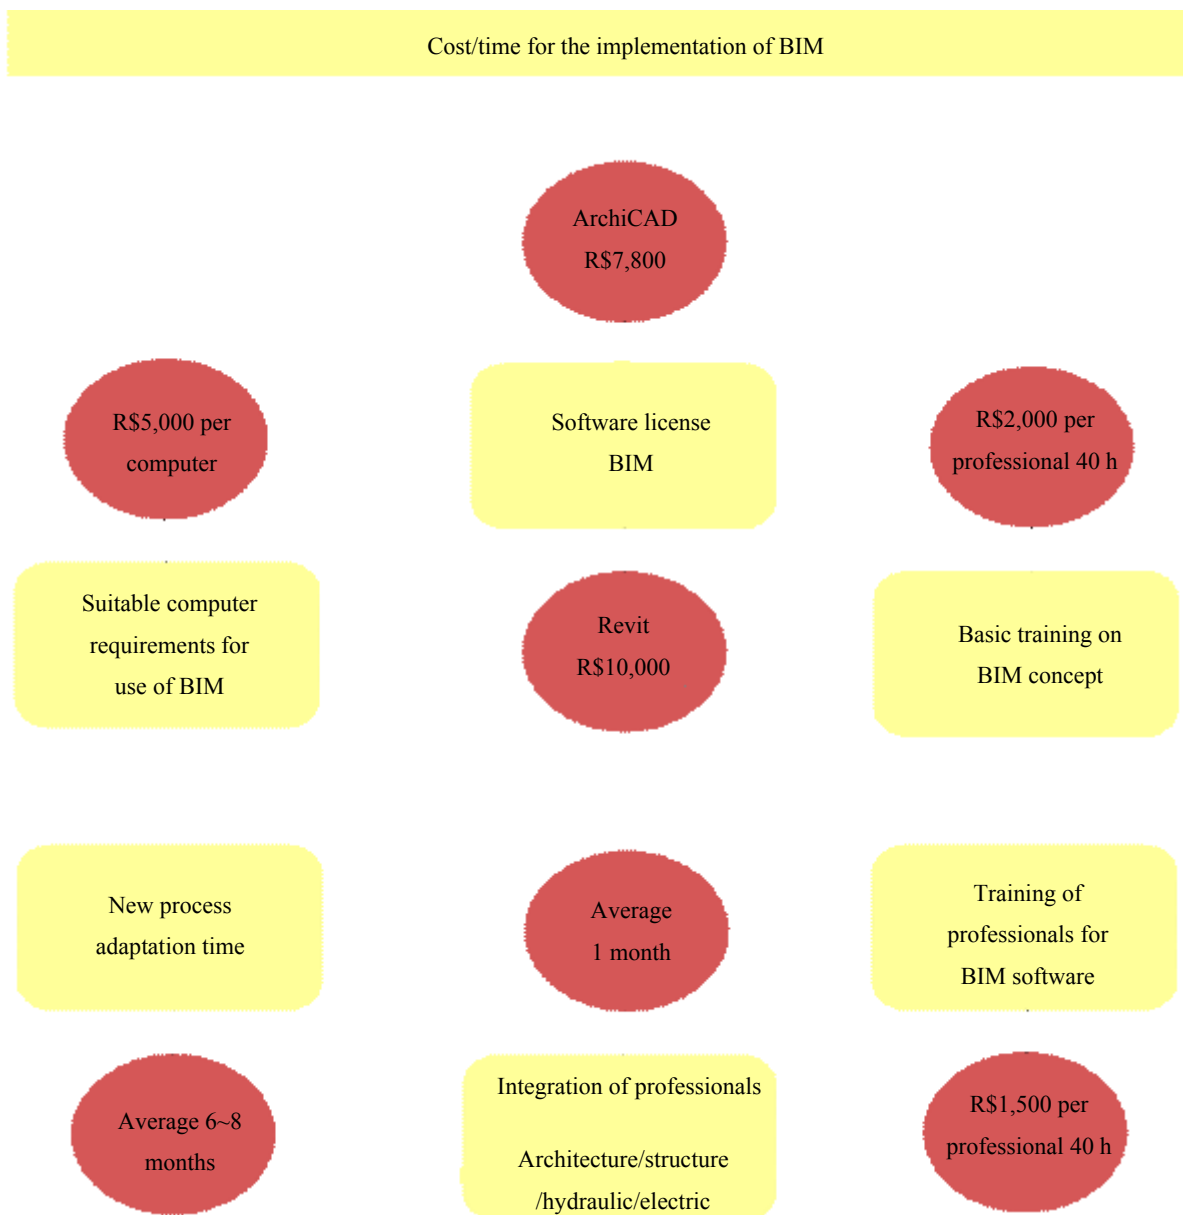 Cost/time for the implementation of BIM
ArchiCAD
R$7,800
R$5,000 per
computer
Software license
BIM
R$2,000 per
professional 40 h
Suitable computer
requirements for
use of BIM
Revit
R$10,000
Basic training on
BIM concept
New process
adaptation time
Average
1 month
Training of
professionals for
BIM software
Average 6~8
months
Integration of professionals
Architecture/structure
/hydraulic/electric
R$1,500 per
professional 40 h